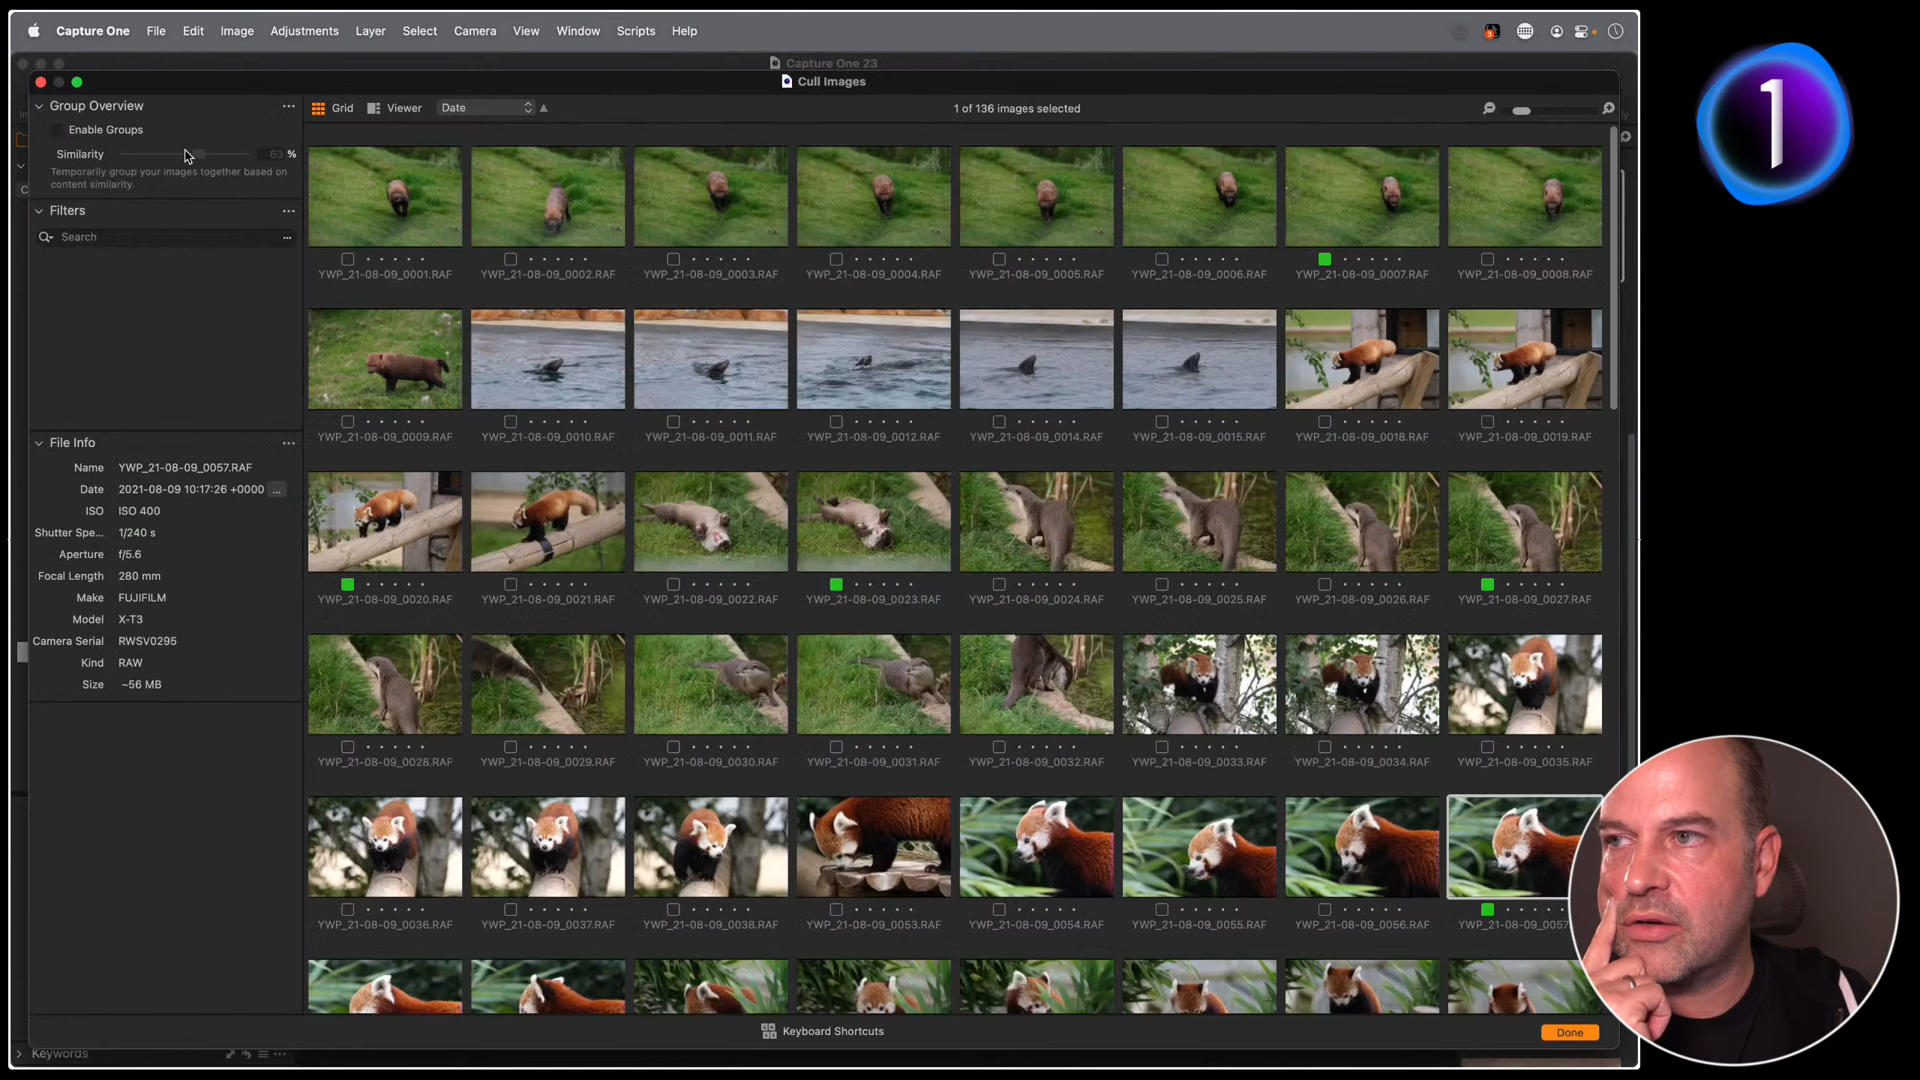 Capture One File Edit Image Adjustments Layer Select Camera View Window Scripts Help
3
Capture One 23
Cull Images
Group Overview
Grid Viewer Date 1 of 136 images selected
Enable Groups
Similarity 63 %
Temporarily group your images together based on
content similarity.
Filters
Search
YWP_21-08-09_0001.RAF YWP_21-08-09_0002.RAF YWP_21-08-09_0003.RAF YWP_21-08-09_0004.RAF YWP_21-08-09_0005.RAF YWP_21-08-09_0006.RAF YWP_21-08-09_0007.RAF YWP_21-08-09_0008.RAF
YWP_21-08-09_0009.RAF YWP_21-08-09_0010.RAF YWP_21-08-09_0011.RAF YWP_21-08-09_0012.RAF YWP_21-08-09_0014.RAF YWP_21-08-09_0015.RAF YWP_21-08-09_0018.RAF YWP_21-08-09_0019.RAF
File Info
Name YWP_21-08-09_0057.RAF
Date 2021-08-09 10:17:26 +0000 ...
ISO ISO 400
Shutter Spe... 1/240 s
Aperture f/5.6
Focal Length 280 mm
Make FUJIFILM
Model X-T3
Camera Serial RWSV0295
Kind RAW
Size ~56 MB
YWP_21-08-09_0020.RAF YWP_21-08-09_0021.RAF YWP_21-08-09_0022.RAF YWP_21-08-09_0023.RAF YWP_21-08-09_0024.RAF YWP_21-08-09_0025.RAF YWP_21-08-09_0026.RAF YWP_21-08-09_0027.RAF
YWP_21-08-09_0028.RAF YWP_21-08-09_0029.RAF YWP_21-08-09_0030.RAF YWP_21-08-09_0031.RAF YWP_21-08-09_0032.RAF YWP_21-08-09_0033.RAF YWP_21-08-09_0034.RAF YWP_21-08-09_0035.RAF
YWP_21-08-09_0036.RAF YWP_21-08-09_0037.RAF YWP_21-08-09_0038.RAF YWP_21-08-09_0053.RAF YWP_21-08-09_0054.RAF YWP_21-08-09_0055.RAF YWP_21-08-09_0056.RAF YWP_21-08-09_0057
Keyboard Shortcuts
Done
Keywords
1